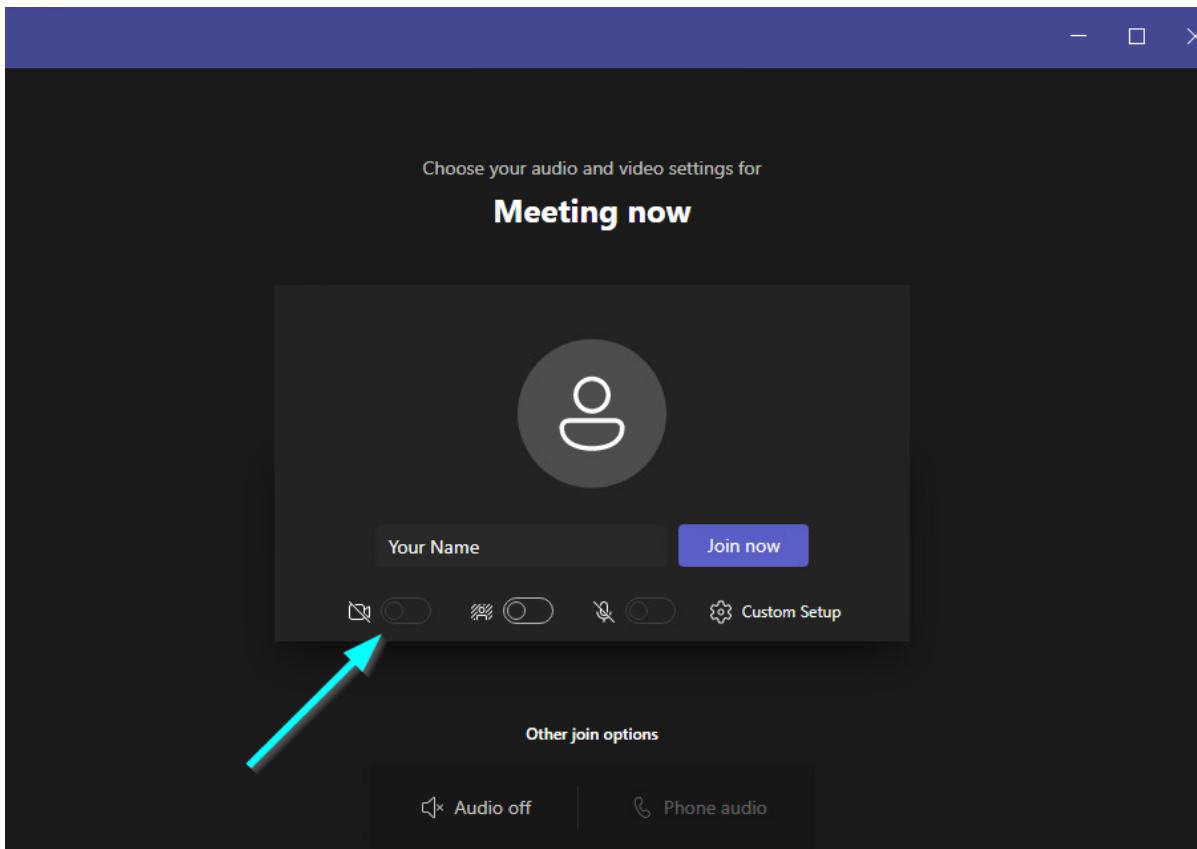 Choose your audio and video settings for
Meeting now
Your Name
Join now
Custom Setup
Other join options
Audio off
Phone audio